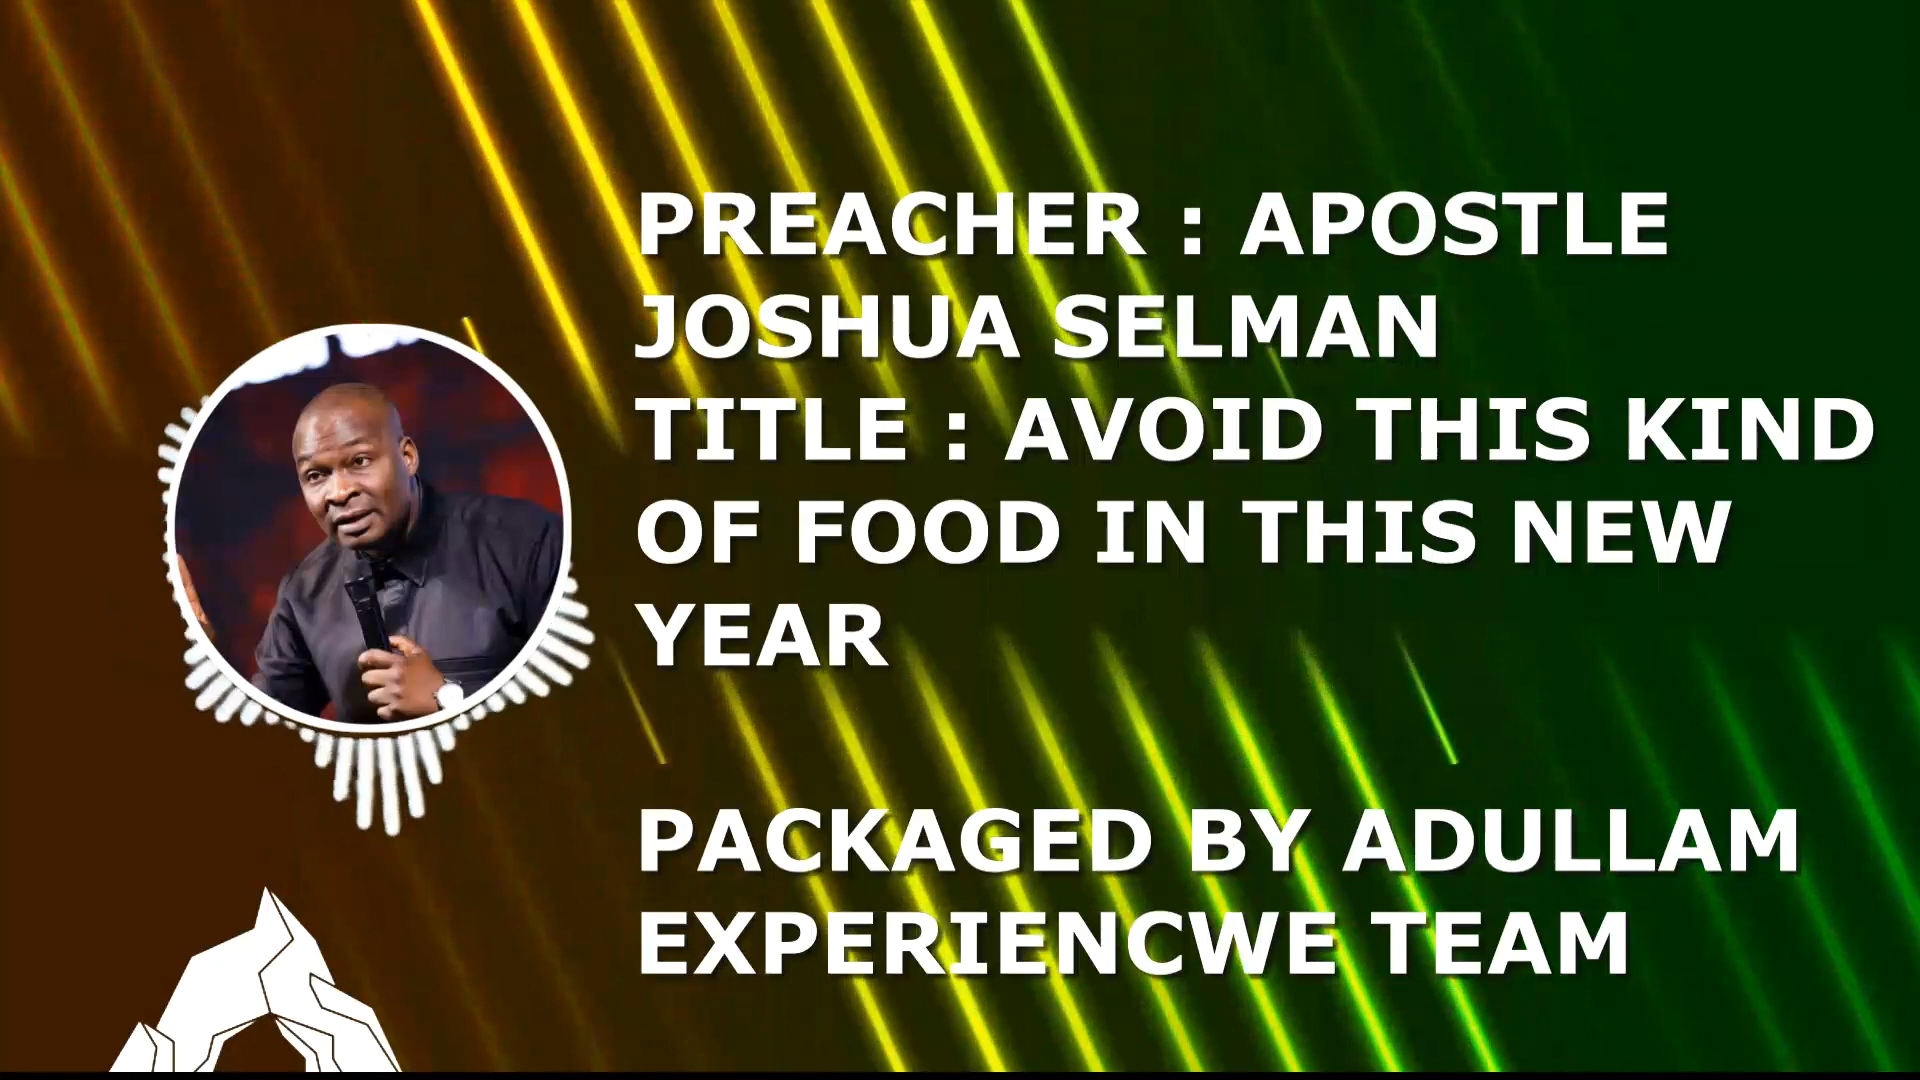 PREACHER : APOSTLE
JOSHUA SELMAN
TITLE : AVOID THIS KIND
OF FOOD IN THIS NEW
YEAR
PACKAGED BY ADULLAM
EXPERIENCWE TEAM